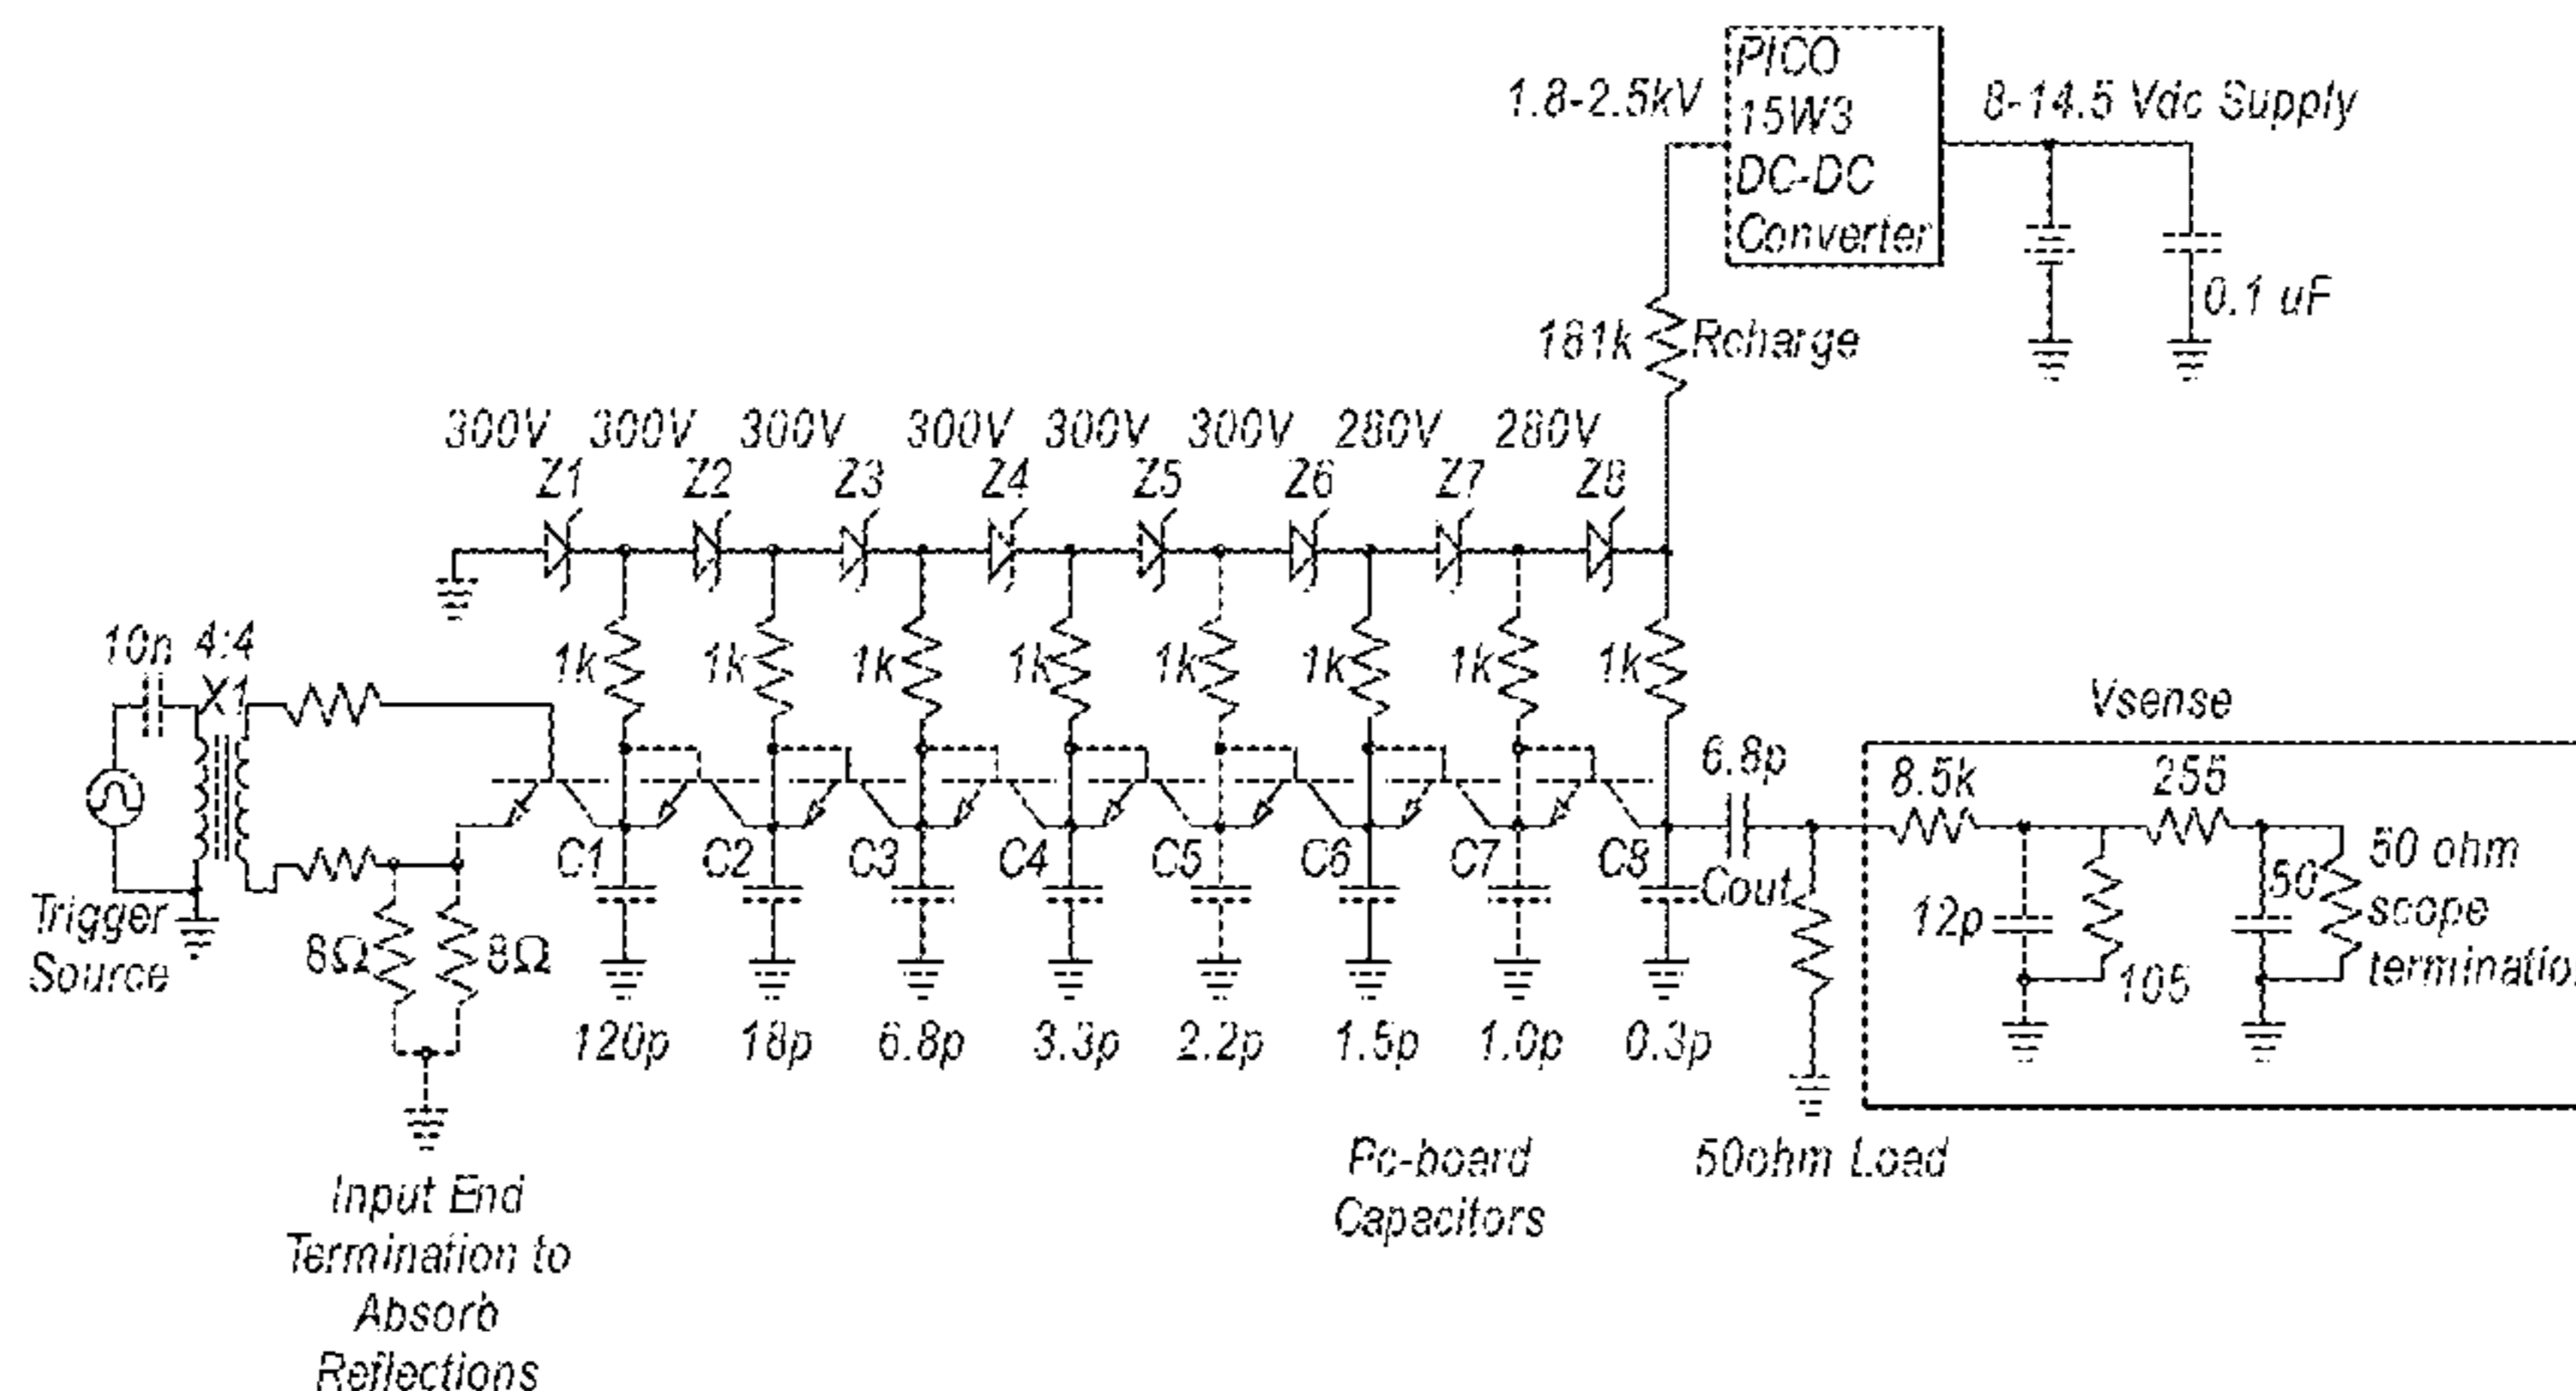 PICO
15W3
DC-DC
Converter
1.8-2.5kV
8-14.5 Vdc Supply
0.1 uF
181k Rcharge
300V 300V 300V 300V 300V 300V 280V 280V
Z1 Z2 Z3 Z4 Z5 Z6 Z7 Z8
10n 4:4
X1
1k 1k 1k 1k 1k 1k 1k 1k
Vsense
6.8p
8.5k
255
C1 C2 C3 C4 C5 C6 C7 C8
Cout
Trigger
Source
8Ω 8Ω
12p
105
50
50 ohm
scope
terminatio
120p 18p 6.8p 3.3p 2.2p 1.5p 1.0p 0.3p
Pc-board
Capacitors
50ohm Load
Input End
Termination to
Absorb
Reflections